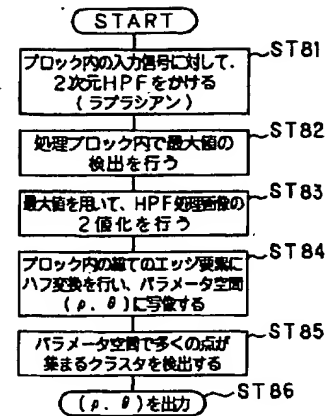 START
ブロック内の入力信号に対して、
2次元HPFをかける
(ラプラシアン)
ST81
処理ブロック内で最大値の
検出を行う
ST82
最大値を用いて、HPF処理画像の
2値化を行う
ST83
ブロック内の総てのエッジ要素に
ハフ変換を行い、パラメータ空間
(ρ.θ)に写像する
ST84
パラメータ空間で多くの点が
集まるクラスタを検出する
ST85
(ρ.θ)を出力
ST86